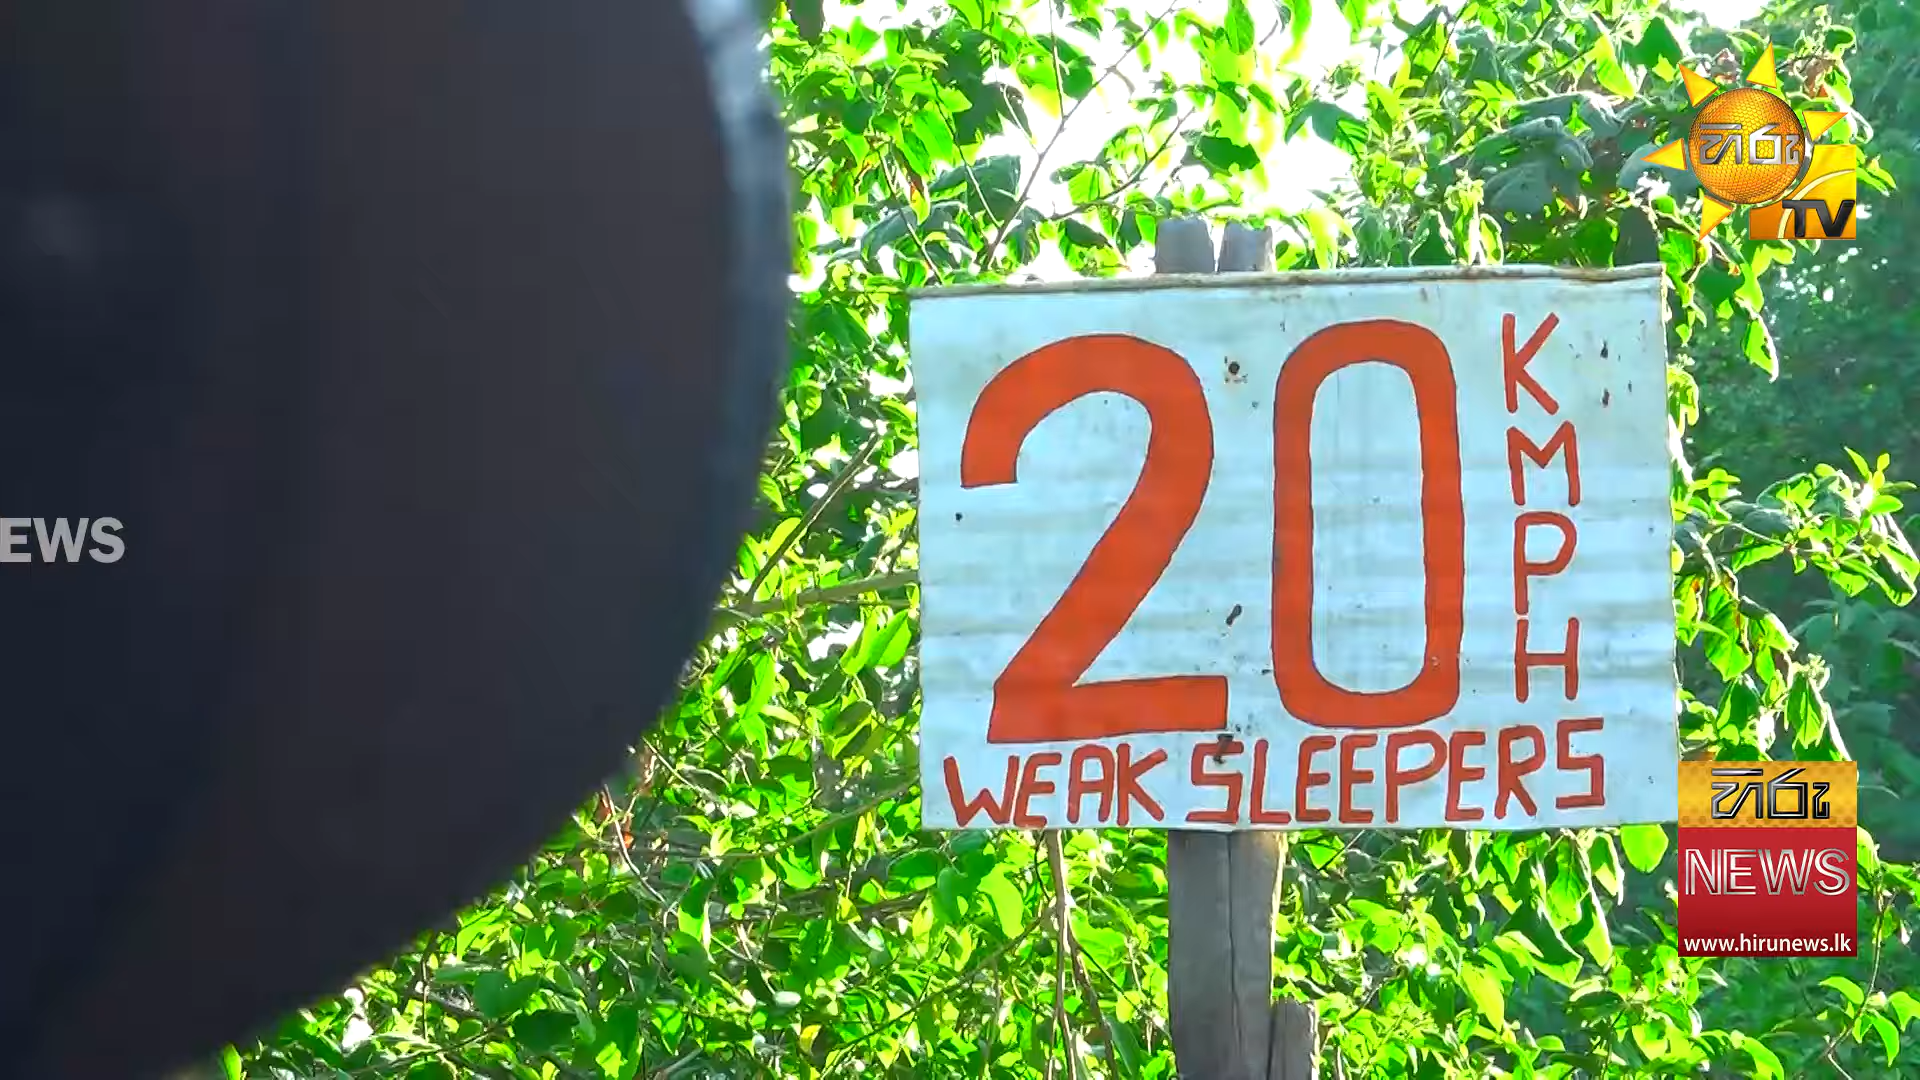 හිරු
TV
20 KMPH
WEAK SLEEPERS
EWS
හිරු
NEWS
www.hirunews.lk